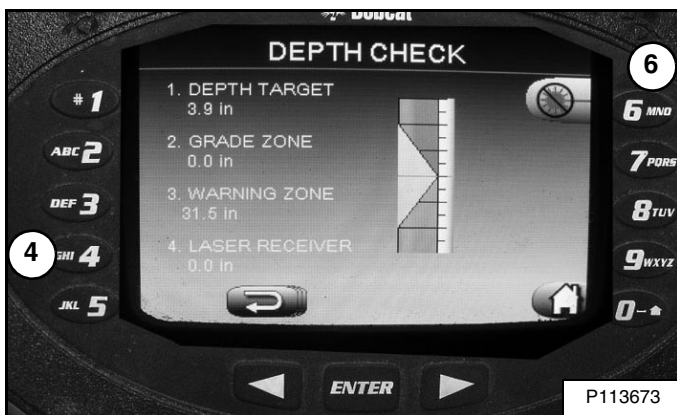 Bobcat
DEPTH CHECK
1. DEPTH TARGET
3.9 in
2. GRADE ZONE
0.0 in
3. WARNING ZONE
31.5 in
4. LASER RECEIVER
0.0 in
# 1
ABC 2
DEF 3
4
GHI 4
JKL 5
6
6 MNO
7 PQRS
8 TUV
9 WXYZ
0-
ENTER
P113673